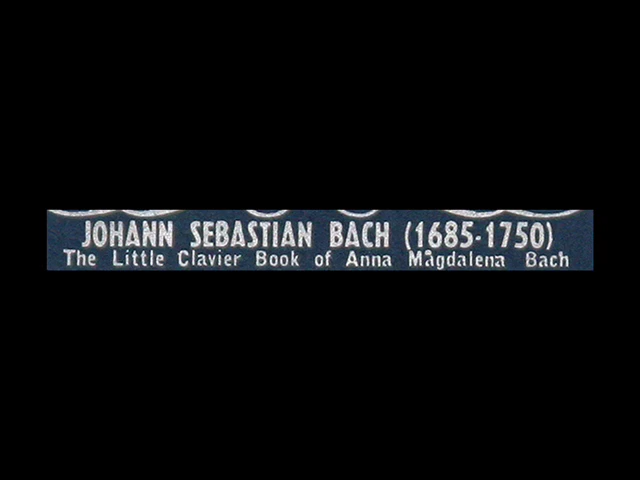 JOHANN SEBASTIAN BACH (1685-1750)
The Little Clavier Book of Anna Magdalena Bach